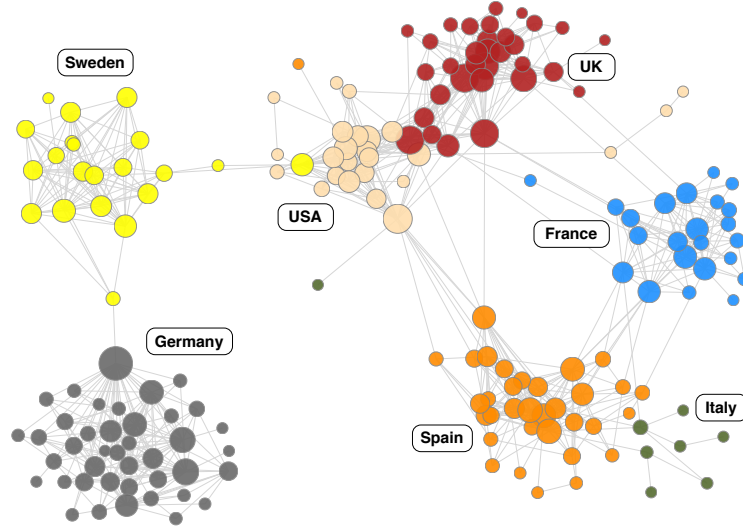 Sweden
UK
USA
France
Germany
Italy
Spain